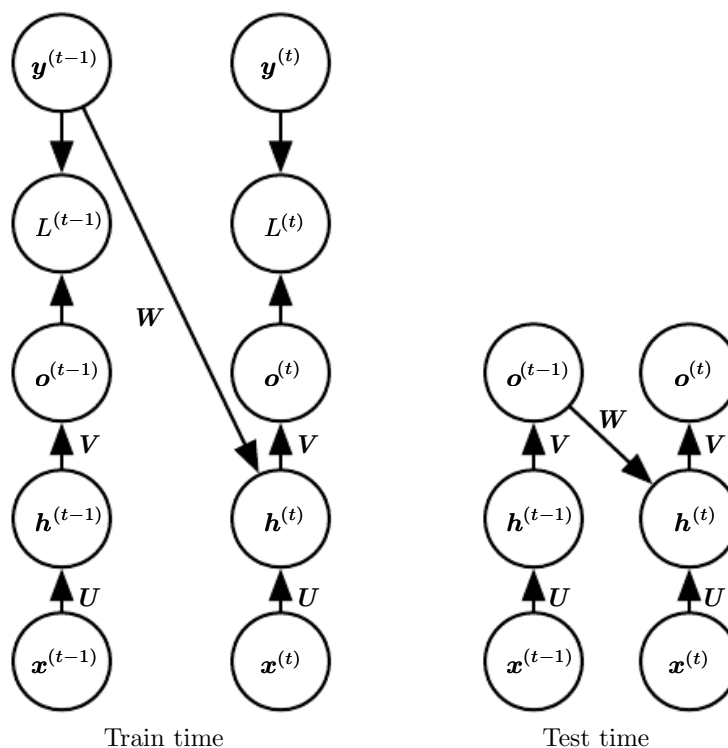 y^(t−1) y^(t)
L^(t−1) L^(t)
W
o^(t−1) o^(t) o^(t−1) o^(t)
W
V V V V
h^(t−1) h^(t) h^(t−1) h^(t)
U U U U
x^(t−1) x^(t) x^(t−1) x^(t)
Train time Test time